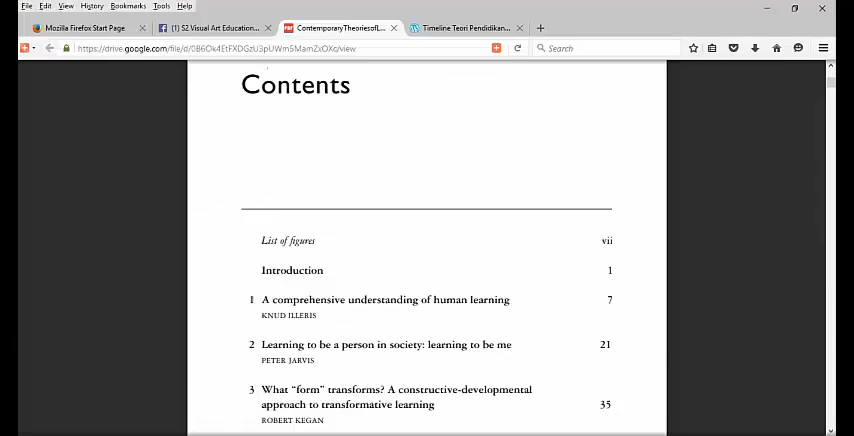 File Edit View History Bookmarks Tools Help
Mozilla Firefox Start Page (1) S2 Visual Art Education... ContemporaryTheoriesofL... Timeline Teori Pendidikan...
https://drive.google.com/file/d/0B6Ok4EtFXDGzU3pUWm5MamZxOXc/view Search
Contents
List of figures vii
Introduction 1
1 A comprehensive understanding of human learning 7
KNUD ILLERIS
2 Learning to be a person in society: learning to be me 21
PETER JARVIS
3 What “form” transforms? A constructive-developmental
approach to transformative learning 35
ROBERT KEGAN